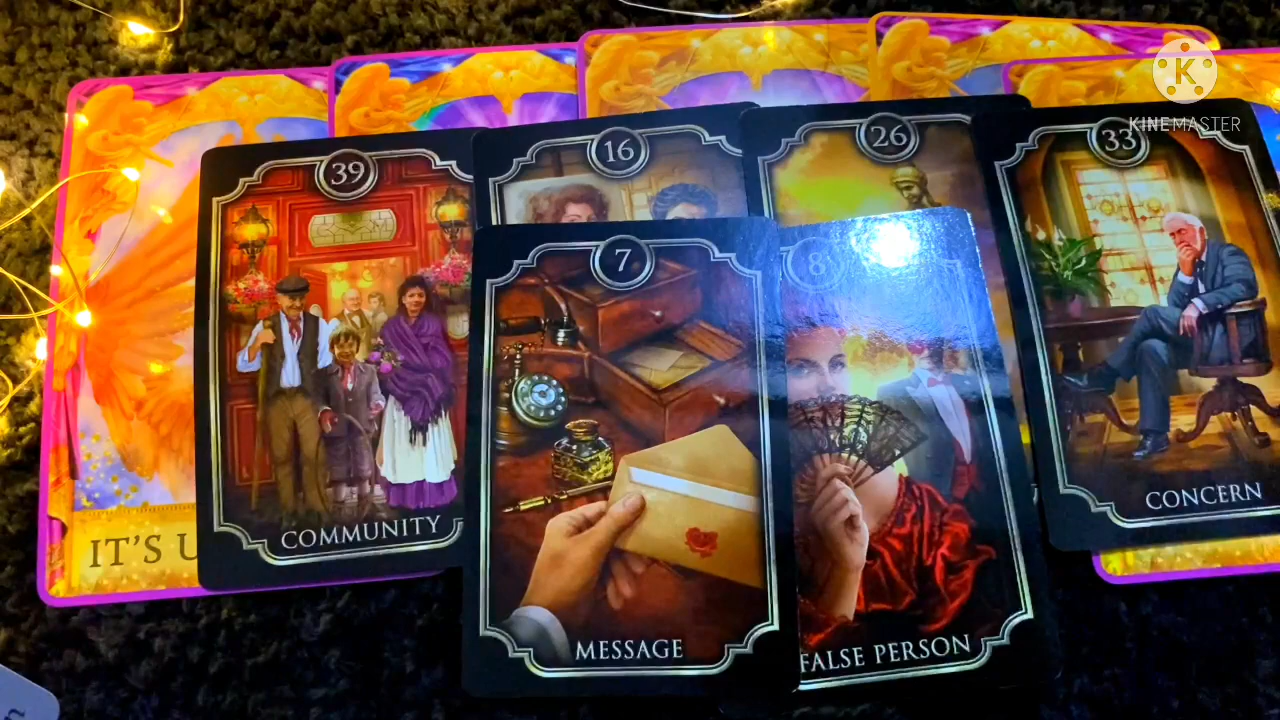 K
KINEMASTER
39
16
26
33
7
8
IT'S U
COMMUNITY
CONCERN
MESSAGE
FALSE PERSON